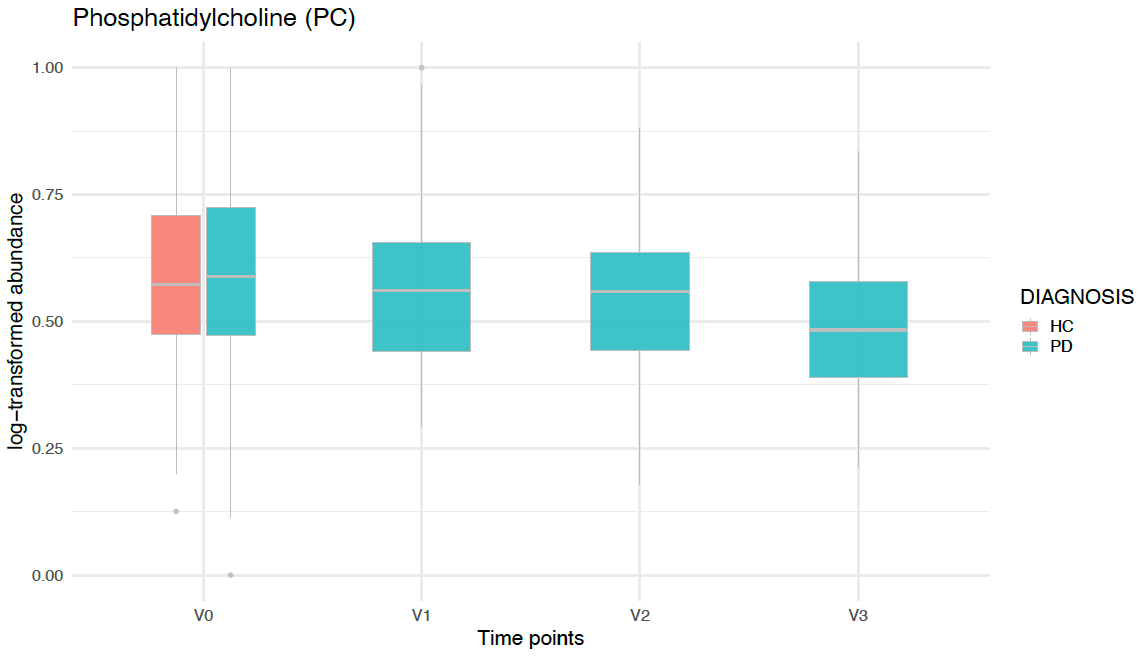 Phosphatidylcholine (PC)
log−transformed abundance
1.00
0.75
0.50
0.25
0.00
V0 V1 V2 V3
Time points
DIAGNOSIS
HC
PD